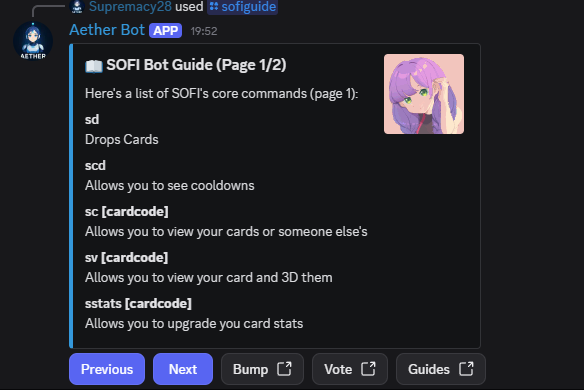 Supremacy28 used sofiguide
Aether Bot APP 19:52
AETHER
📖 SOFI Bot Guide (Page 1/2)
Here's a list of SOFI's core commands (page 1):
sd
Drops Cards
scd
Allows you to see cooldowns
sc [cardcode]
Allows you to view your cards or someone else's
sv [cardcode]
Allows you to view your card and 3D them
sstats [cardcode]
Allows you to upgrade you card stats
Previous Next Bump Vote Guides